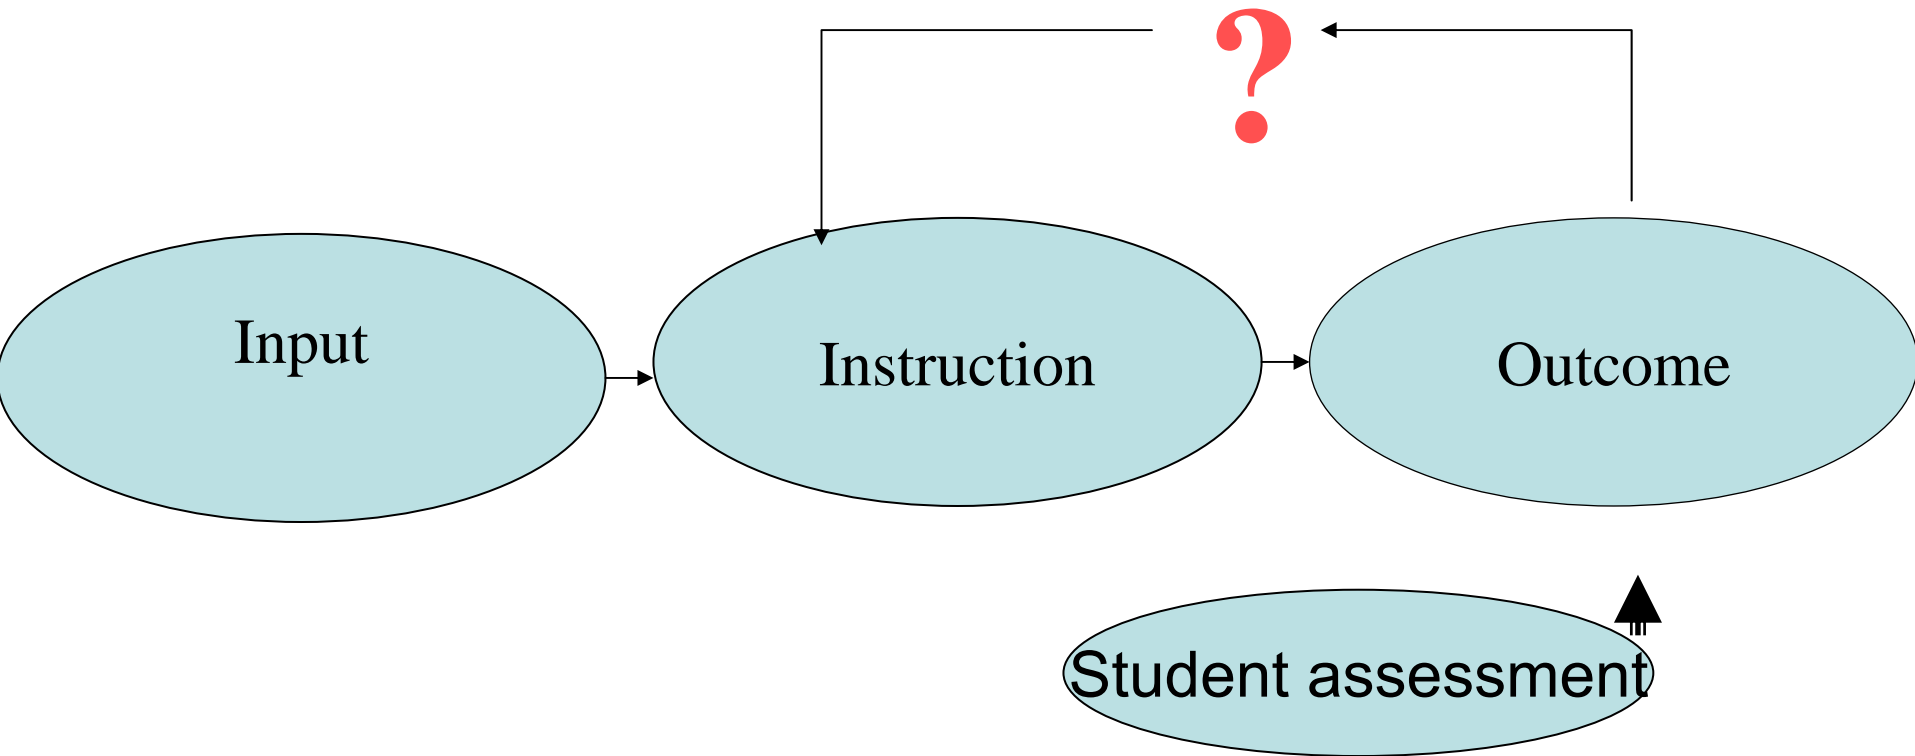 ?
Input
Instruction
Outcome
Student assessment